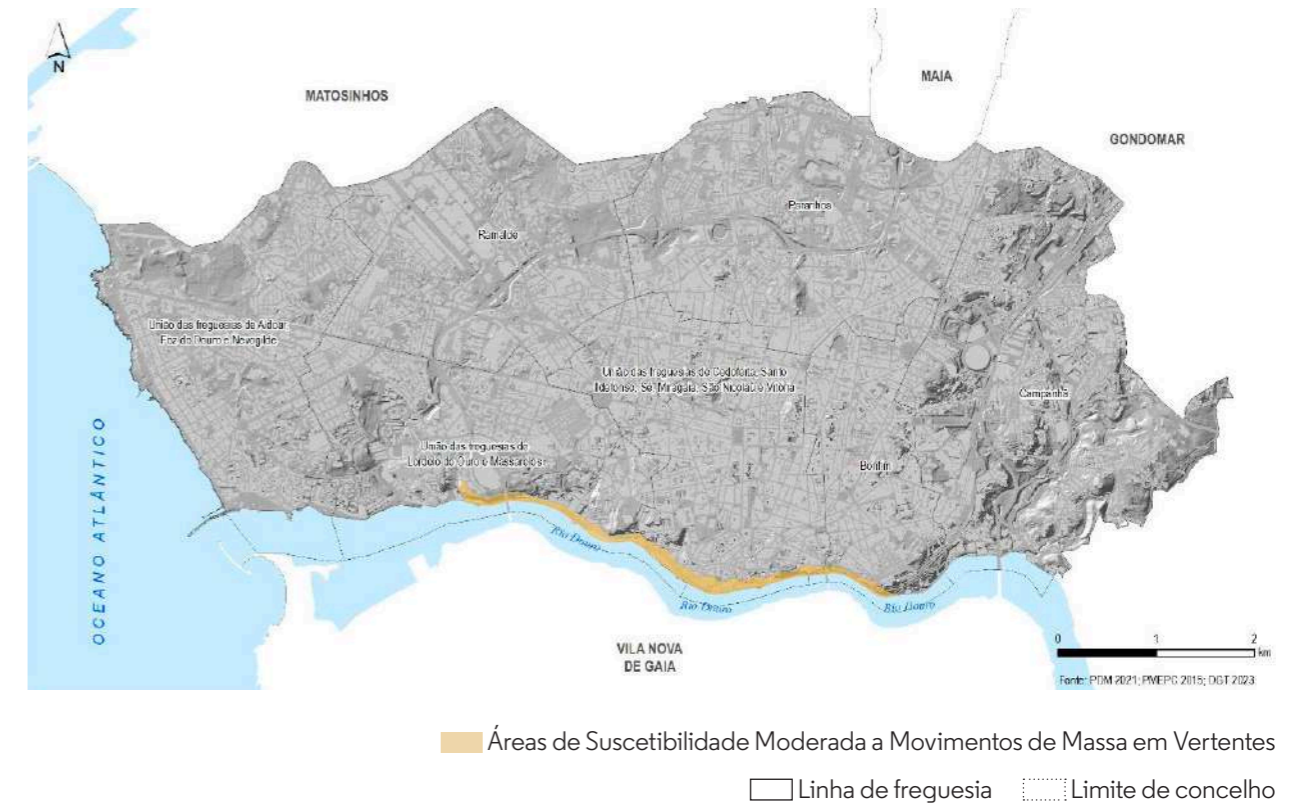 N
MATOSINHOS
MAIA
GONDOMAR
Paranhos
Ramalde
União das freguesias de Aldoar
Foz do Douro e Nevogilde
União das freguesias de Cedofeita, Santo
Ildefonso, Sé, Miragaia, São Nicolau e Vitória
Campanhã
União das freguesias de
Lordelo do Ouro e Massarelos
Bonfim
OCEANO ATLÂNTICO
Rio Douro
Rio Douro
Rio Douro
VILA NOVA
DE GAIA
0 1 2
km
Fonte: PDM 2021; PMEPC 2015; DGT 2023
Áreas de Suscetibilidade Moderada a Movimentos de Massa em Vertentes
Linha de freguesia Limite de concelho